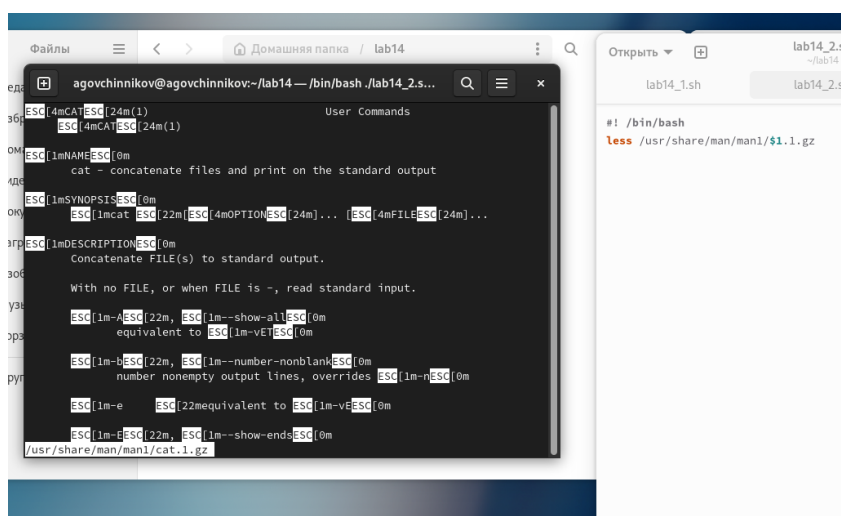 Файлы
Домашняя папка / lab14
Открыть
lab14_2.s
~/lab14
lab14_1.sh
lab14_2.s
#! /bin/bash
less /usr/share/man/man1/$1.1.gz
agovchinnikov@agovchinnikov:~/lab14 — /bin/bash ./lab14_2.s...
ESC[4mCATESC[24m(1) User Commands
ESC[4mCATESC[24m(1)
ESC[1mNAMEESC[0m
cat - concatenate files and print on the standard output
ESC[1mSYNOPSISESC[0m
ESC[1mcat ESC[22m[ESC[4mOPTIONESC[24m]... [ESC[4mFILEESC[24m]...
ESC[1mDESCRIPTIONESC[0m
Concatenate FILE(s) to standard output.
With no FILE, or when FILE is -, read standard input.
ESC[1m-AESC[22m, ESC[1m--show-allESC[0m
equivalent to ESC[1m-vETESC[0m
ESC[1m-bESC[22m, ESC[1m--number-nonblankESC[0m
number nonempty output lines, overrides ESC[1m-nESC[0m
ESC[1m-e ESC[22mequivalent to ESC[1m-vEESC[0m
ESC[1m-EESC[22m, ESC[1m--show-endsESC[0m
/usr/share/man/man1/cat.1.gz